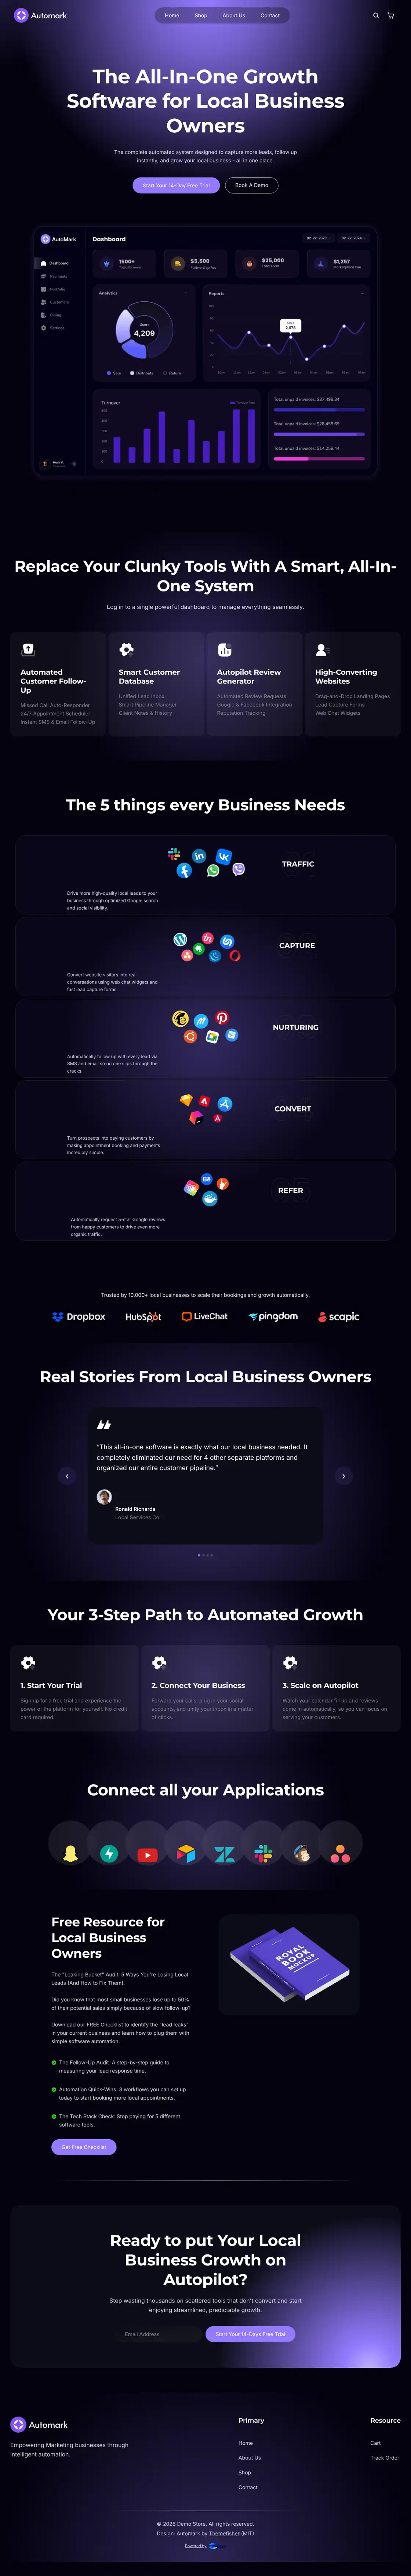 Automark
Home Shop About Us Contact
The All-In-One Growth
Software for Local Business
Owners
The complete automated system designed to capture more leads, follow up
instantly, and grow your local business - all in one place.
Start Your 14-Day Free Trial
Book A Demo
AutoMark
Dashboard
Dashboard
Payments
Portfolio
Customers
Billing
Settings
1500+
$5,500
$35,000
$1,257
Analytics
4,209
Sale Distribute Return
Reports
2,678
Turnover
Total unpaid invoices: $37,498.34
Total unpaid invoices: $28,458.69
Total unpaid invoices: $14,258.44
Replace Your Clunky Tools With A Smart, All-In-
One System
Log in to a single powerful dashboard to manage everything seamlessly.
Automated
Customer Follow-
Up
Missed Call Auto-Responder
24/7 Appointment Scheduler
Instant SMS & Email Follow-Up
Smart Customer
Database
Unified Lead Inbox
Smart Pipeline Manager
Client Notes & History
Autopilot Review
Generator
Automated Review Requests
Google & Facebook Integration
Reputation Tracking
High-Converting
Websites
Drag-and-Drop Landing Pages
Lead Capture Forms
Web Chat Widgets
The 5 things every Business Needs
TRAFFIC
Drive more high-quality local leads to your
business through optimized Google search
and social visibility.
CAPTURE
Convert website visitors into real
conversations using web chat widgets and
fast lead capture forms.
NURTURING
Automatically follow up with every lead via
SMS and email so no one slips through the
cracks.
CONVERT
Turn prospects into paying customers by
making appointment booking and payments
incredibly simple.
REFER
Automatically request 5-star Google reviews
from happy customers to drive even more
organic traffic.
Trusted by 10,000+ local businesses to scale their bookings and growth automatically.
Dropbox HubSpot LiveChat pingdom scapic
Real Stories From Local Business Owners
“This all-in-one software is exactly what our local business needed. It
completely eliminated our need for 4 other separate platforms and
organized our entire customer pipeline.”
Ronald Richards
Local Services Co.
Your 3-Step Path to Automated Growth
1. Start Your Trial
Sign up for a free trial and experience the
power of the platform for yourself. No credit
card required.
2. Connect Your Business
Forward your calls, plug in your social
accounts, and unify your inbox in a matter
of clicks.
3. Scale on Autopilot
Watch your calendar fill up and reviews
come in automatically, so you can focus on
serving your customers.
Connect all your Applications
Free Resource for
Local Business
Owners
The "Leaking Bucket" Audit: 5 Ways You're Losing Local
Leads (And How to Fix Them).
Did you know that most small businesses lose up to 50%
of their potential sales simply because of slow follow-up?
Download our FREE Checklist to identify the "lead leaks"
in your current business and learn how to plug them with
simple software automation.
The Follow-Up Audit: A step-by-step guide to
measuring your lead response time.
Automation Quick-Wins: 3 workflows you can set up
today to start booking more local appointments.
The Tech Stack Check: Stop paying for 5 different
software tools.
Get Free Checklist
ROYAL
BOOK
MOCKUP
Ready to put Your Local
Business Growth on
Autopilot?
Stop wasting thousands on scattered tools that don't convert and start
enjoying streamlined, predictable growth.
Email Address
Start Your 14-Days Free Trial
Automark
Empowering Marketing businesses through
intelligent automation.
Primary
Home
About Us
Shop
Contact
Resource
Cart
Track Order
© 2026 Demo Store. All rights reserved.
Design: Automark by Themefisher (MIT)
Powered by